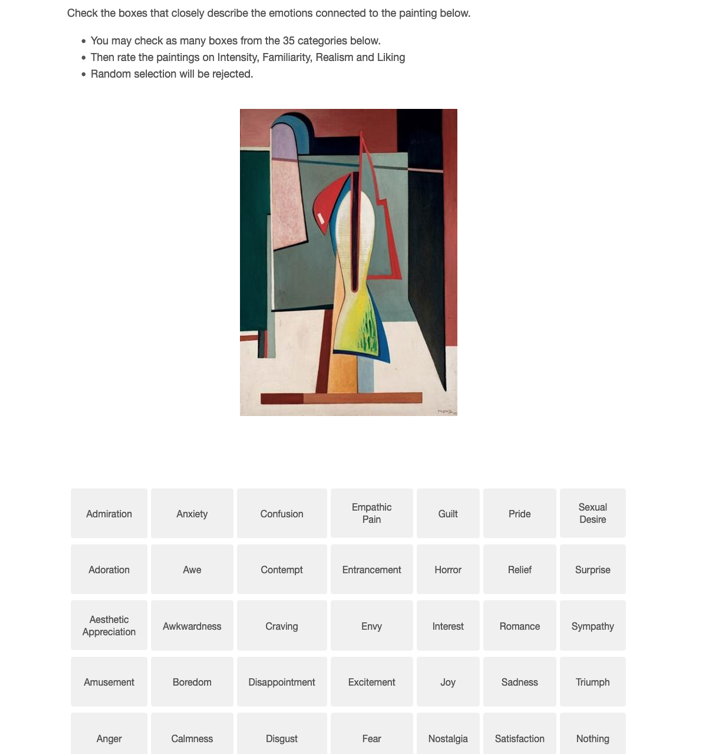 Check the boxes that closely describe the emotions connected to the painting below.
• You may check as many boxes from the 35 categories below.
• Then rate the paintings on Intensity, Familiarity, Realism and Liking
• Random selection will be rejected.
Admiration Anxiety Confusion Empathic Pain Guilt Pride Sexual Desire
Adoration Awe Contempt Entrancement Horror Relief Surprise
Aesthetic Appreciation Awkwardness Craving Envy Interest Romance Sympathy
Amusement Boredom Disappointment Excitement Joy Sadness Triumph
Anger Calmness Disgust Fear Nostalgia Satisfaction Nothing